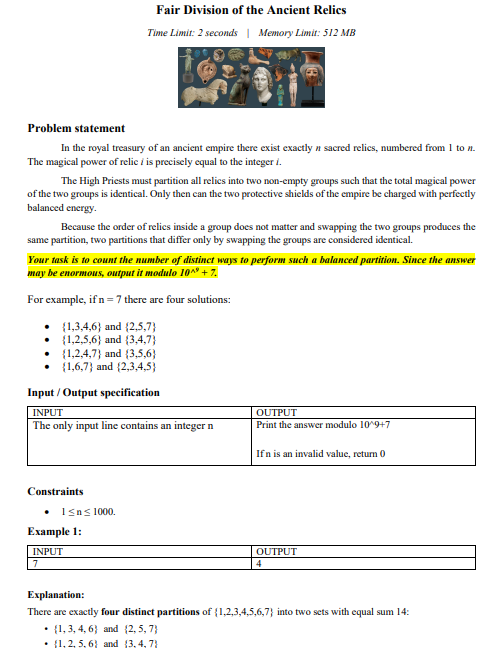 Fair Division of the Ancient Relics
Time Limit: 2 seconds | Memory Limit: 512 MB
Problem statement
In the royal treasury of an ancient empire there exist exactly n sacred relics, numbered from 1 to n.
The magical power of relic i is precisely equal to the integer i.
The High Priests must partition all relics into two non-empty groups such that the total magical power
of the two groups is identical. Only then can the two protective shields of the empire be charged with perfectly
balanced energy.
Because the order of relics inside a group does not matter and swapping the two groups produces the
same partition, two partitions that differ only by swapping the groups are considered identical.
Your task is to count the number of distinct ways to perform such a balanced partition. Since the answer
may be enormous, output it modulo 10^⁹ + 7.
For example, if n = 7 there are four solutions:
• {1,3,4,6} and {2,5,7}
• {1,2,5,6} and {3,4,7}
• {1,2,4,7} and {3,5,6}
• {1,6,7} and {2,3,4,5}
Input / Output specification
INPUT OUTPUT
The only input line contains an integer n Print the answer modulo 10^9+7
If n is an invalid value, return 0
Constraints
• 1 ≤ n ≤ 1000.
Example 1:
INPUT OUTPUT
7 4
Explanation:
There are exactly four distinct partitions of {1,2,3,4,5,6,7} into two sets with equal sum 14:
• {1, 3, 4, 6} and {2, 5, 7}
• {1, 2, 5, 6} and {3, 4, 7}